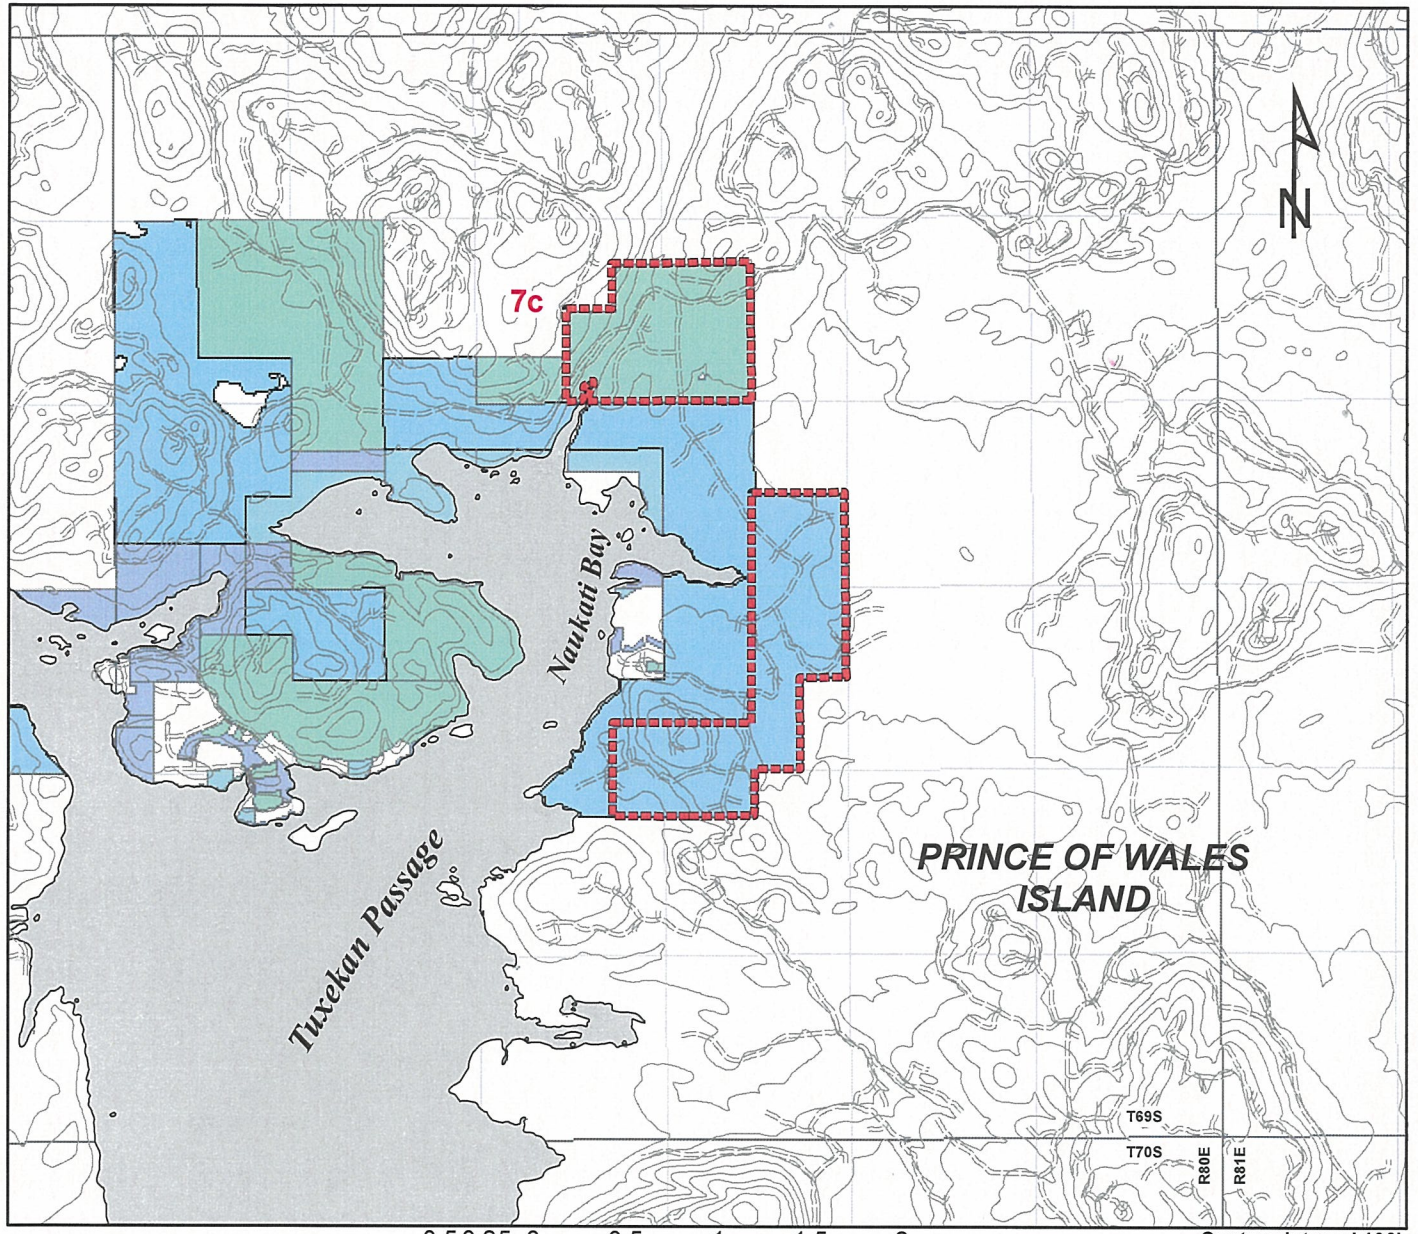 N
7c
Naukati Bay
PRINCE OF WALES
ISLAND
Tuxekan Passage
T69S
T70S
R80E
R81E